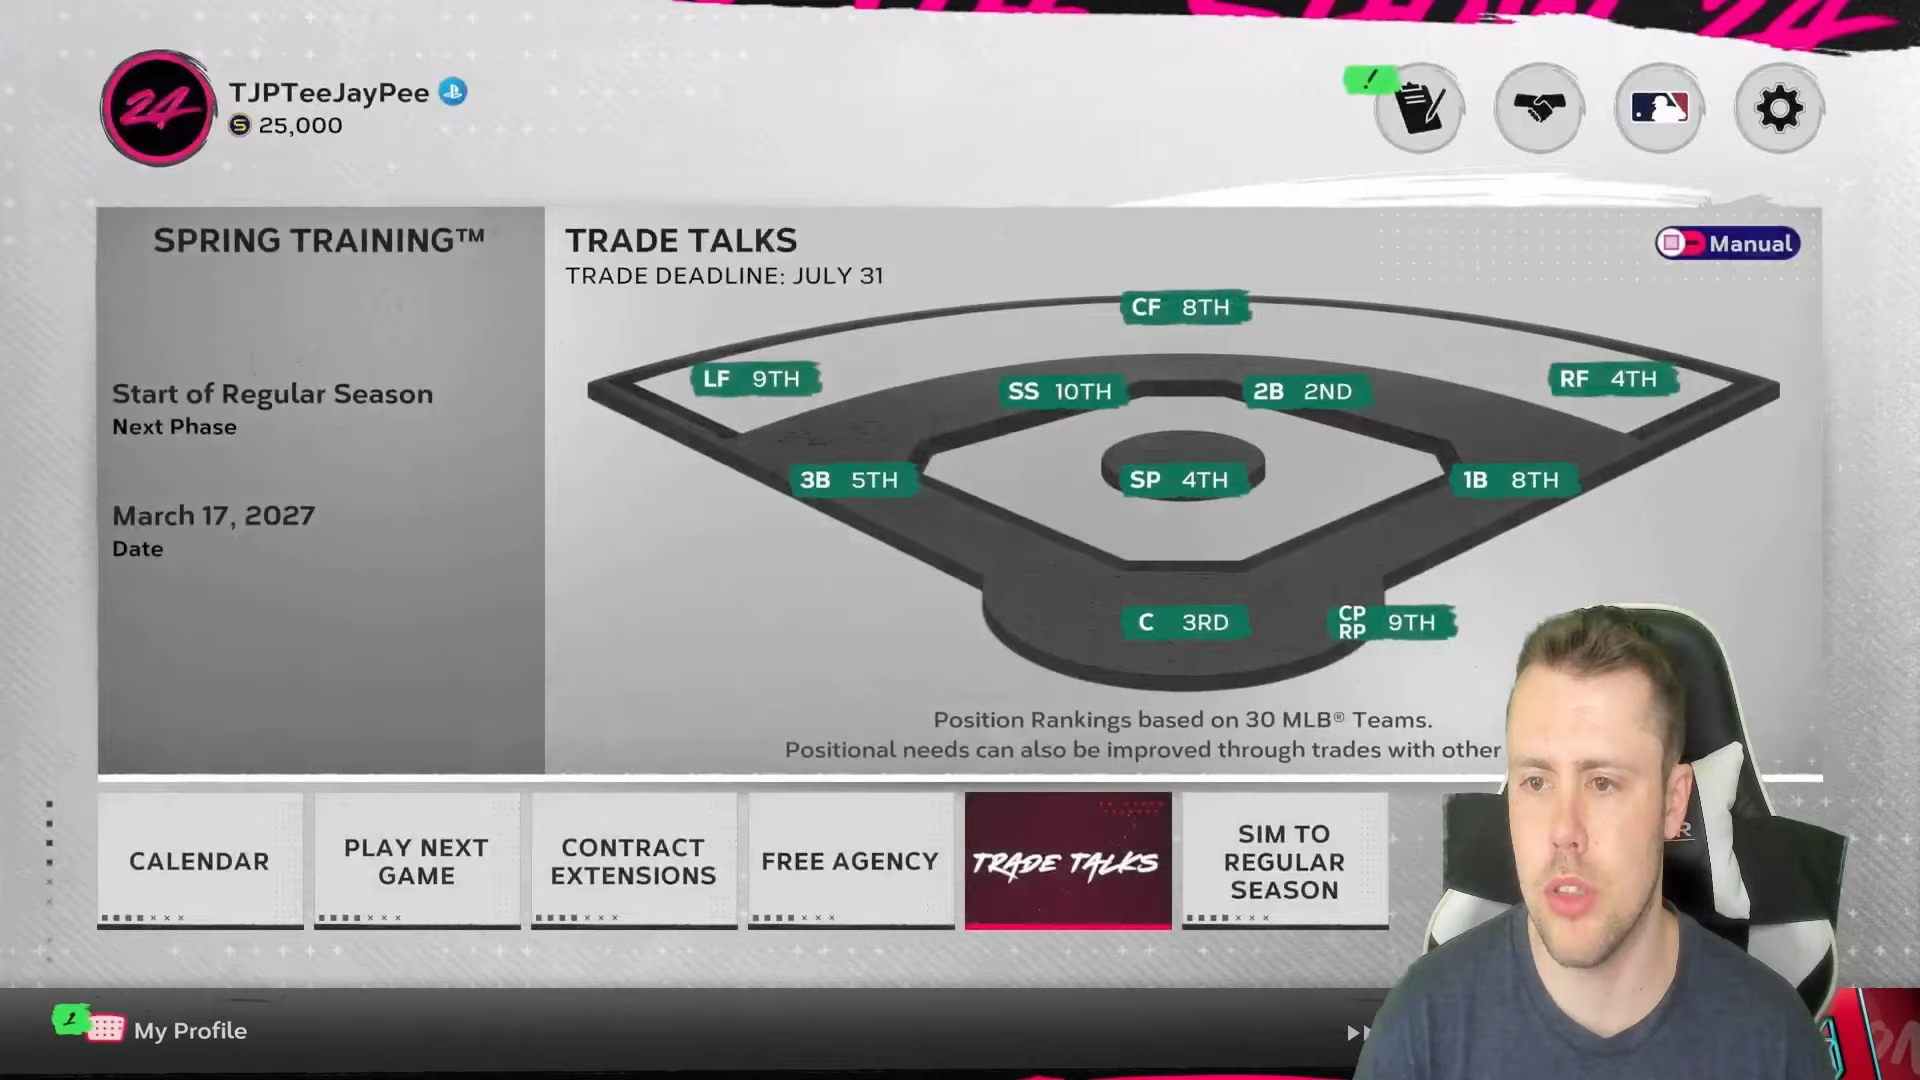 24
TJPTeeJayPee
S 25,000
!
SPRING TRAINING™
Start of Regular Season
Next Phase
March 17, 2027
Date
TRADE TALKS
TRADE DEADLINE: JULY 31
Manual
CF 8TH
LF 9TH
RF 4TH
SS 10TH
2B 2ND
3B 5TH
SP 4TH
1B 8TH
C 3RD
CP
RP 9TH
Position Rankings based on 30 MLB® Teams.
Positional needs can also be improved through trades with other
CALENDAR
PLAY NEXT
GAME
CONTRACT
EXTENSIONS
FREE AGENCY
TRADE TALKS
SIM TO
REGULAR
SEASON
My Profile